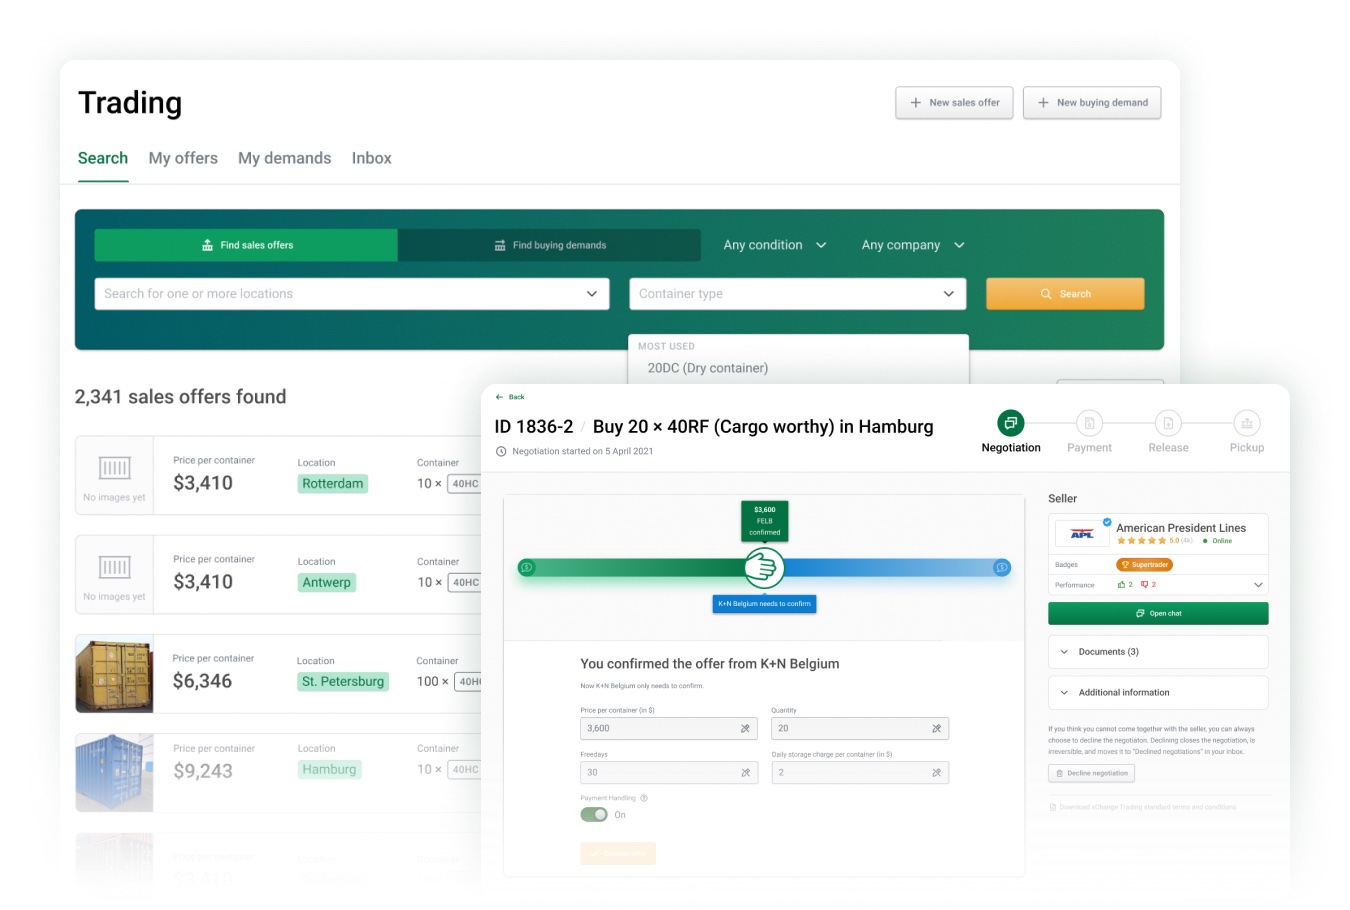 Trading
New sales offer
New buying demand
Search My offers My demands Inbox
Find sales offers
Find buying demands
Any condition
Any company
Search for one or more locations
Container type
Search
MOST USED
20DC (Dry container)
2,341 sales offers found
No images yet
Price per container
$3,410
Location
Rotterdam
Container
10 × 40HC
No images yet
Price per container
$3,410
Location
Antwerp
Container
10 × 40HC
Price per container
$6,346
Location
St. Petersburg
Container
100 ×
Price per container
$9,243
Location
Hamburg
Container
10 × 40HC
Price per container
Location
Container
Back
ID 1836-2 / Buy 20 × 40RF (Cargo worthy) in Hamburg
Negotiation started on 5 April 2021
Negotiation
Payment
Release
Pickup
$3,600
FELB
confirmed
K+N Belgium needs to confirm
You confirmed the offer from K+N Belgium
Now K+N Belgium only needs to confirm.
Price per container (in $)
3,600
Quantity
20
Freedays
30
Daily storage charge per container (in $)
2
Payment Handling
On
Seller
APL
American President Lines
5.0 (4k) Online
Badges
Supertrader
Performance
2
2
Open chat
Documents (3)
Additional information
If you think you cannot come together with the seller, you can always
choose to decline the negotiation. Declining closes the negotiation, is
irreversible, and moves it to "Declined negotiations" in your inbox.
Decline negotiation
Download xChange Trading standard terms and conditions